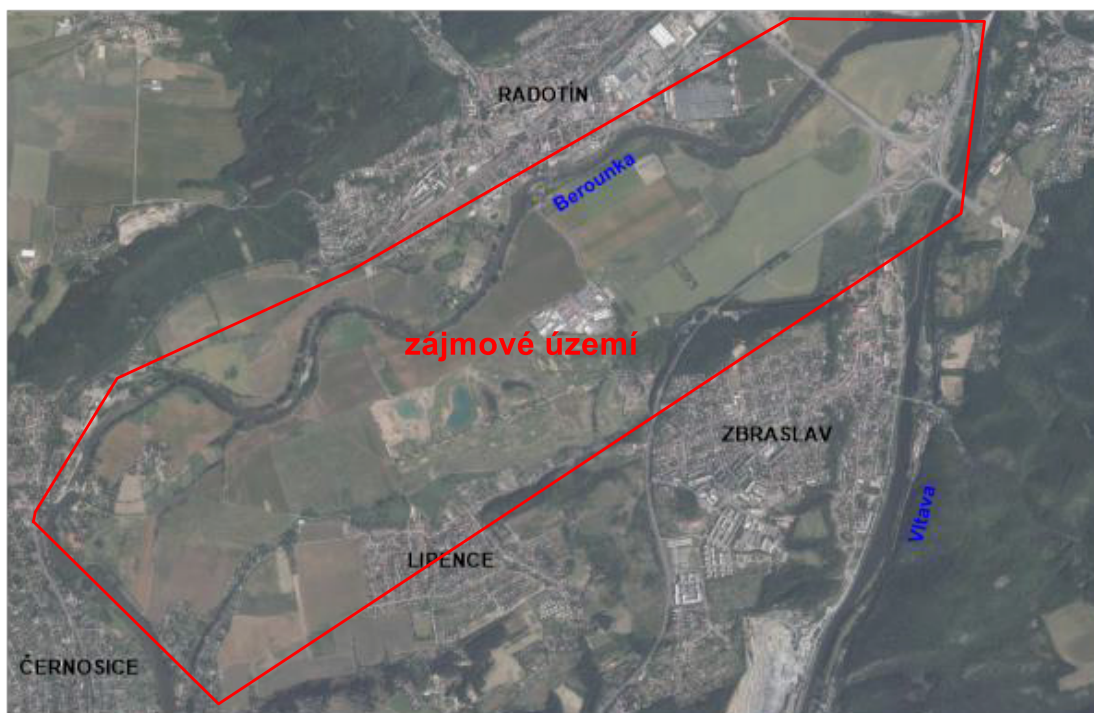 RADOTÍN
Berounka
zájmové území
ZBRASLAV
Vltava
LIPENCE
ČERNOSICE